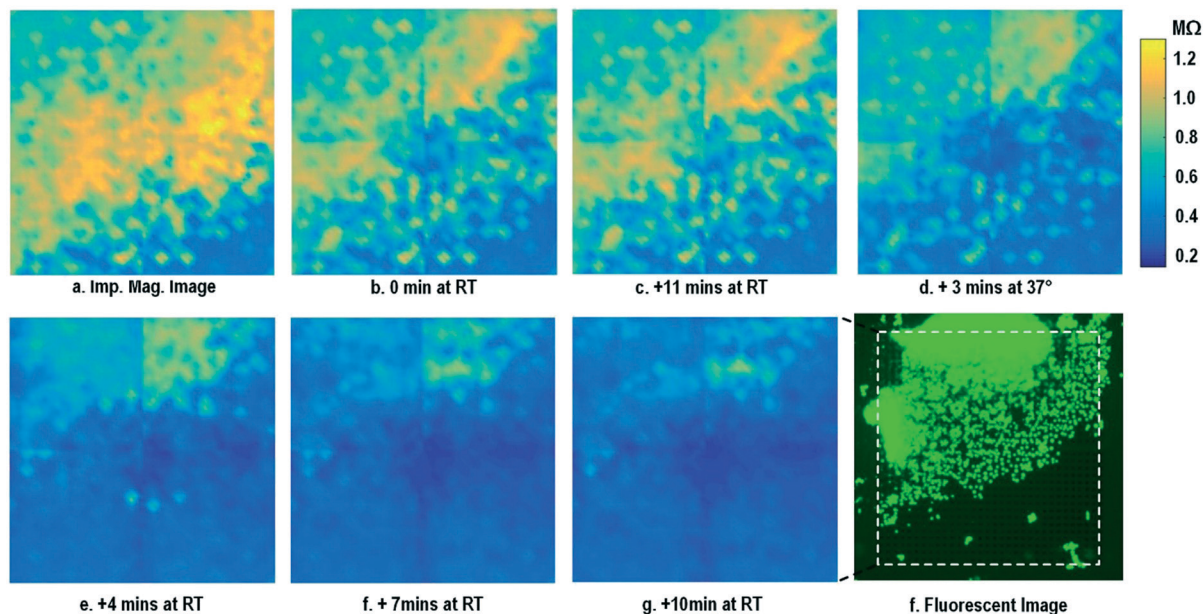 MΩ
1.2
1.0
0.8
0.6
0.4
0.2
a. Imp. Mag. Image
b. 0 min at RT
c. +11 mins at RT
d. + 3 mins at 37°
e. +4 mins at RT
f. + 7mins at RT
g. +10min at RT
f. Fluorescent Image